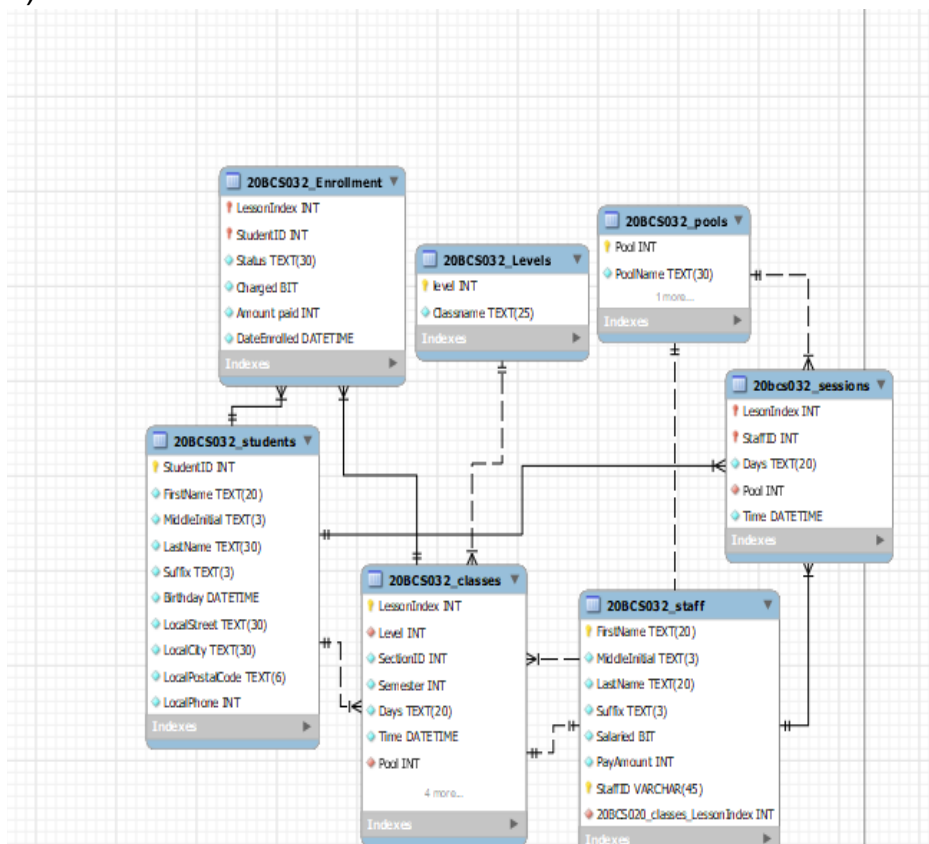 )
20BCS032_Enrollment
LessonIndex INT
StudentID INT
Status TEXT(30)
Charged BIT
Amount paid INT
DateEnrolled DATETIME
Indexes
20BCS032_Levels
level INT
Classname TEXT(25)
Indexes
20BCS032_pools
Pool INT
PoolName TEXT(30)
1 more...
Indexes
20bcs032_sessions
LesonIndex INT
StaffID INT
Days TEXT(20)
Pool INT
Time DATETIME
Indexes
20BCS032_students
StudentID INT
FirstName TEXT(20)
MiddleInitial TEXT(3)
LastName TEXT(30)
Suffix TEXT(3)
Birthday DATETIME
LocalStreet TEXT(30)
LocalCity TEXT(30)
LocalPostalCode TEXT(6)
LocalPhone INT
Indexes
20BCS032_classes
LessonIndex INT
Level INT
SectionID INT
Semester INT
Days TEXT(20)
Time DATETIME
Pool INT
4 more...
Indexes
20BCS032_staff
FirstName TEXT(20)
MiddleInitial TEXT(3)
LastName TEXT(20)
Suffix TEXT(3)
Salaried BIT
PayAmount INT
StaffID VARCHAR(45)
20BCS020_classes_LessonIndex INT
Indexes